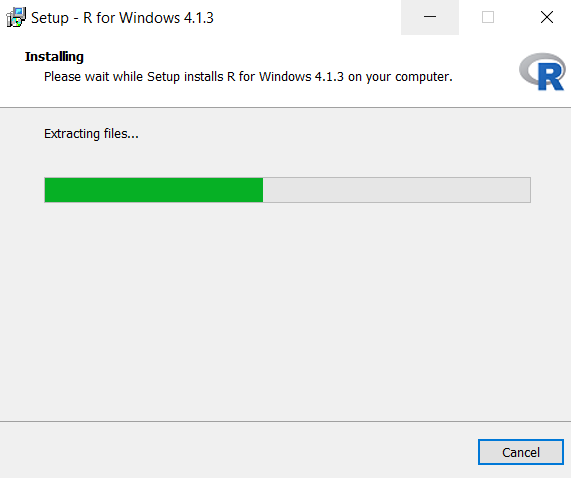 Setup - R for Windows 4.1.3
Installing
Please wait while Setup installs R for Windows 4.1.3 on your computer.
R
Extracting files...
Cancel